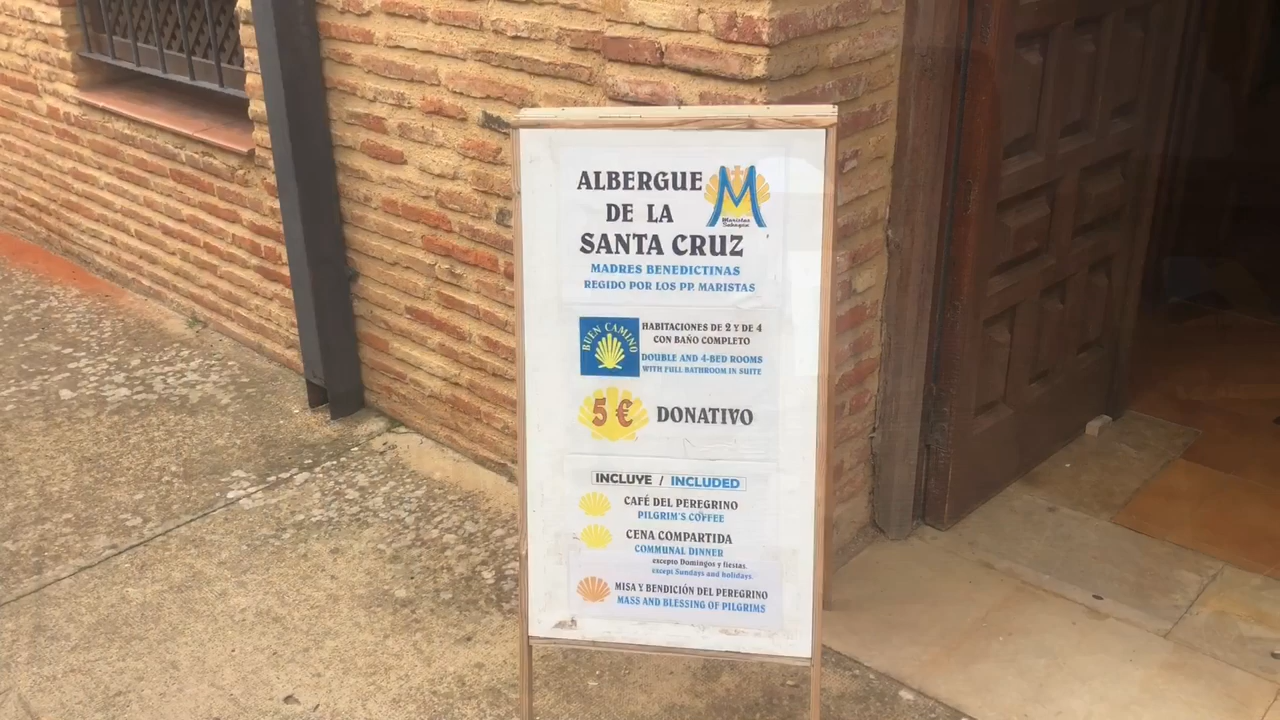 ALBERGUE
DE LA
SANTA CRUZ
M
Maristas
Sahagún
MADRES BENEDICTINAS
REGIDO POR LOS PP. MARISTAS
BUEN CAMINO
HABITACIONES DE 2 Y DE 4
CON BAÑO COMPLETO
DOUBLE AND 4-BED ROOMS
WITH FULL BATHROOM IN SUITE
5 € DONATIVO
INCLUYE / INCLUDED
CAFÉ DEL PEREGRINO
PILGRIM'S COFFEE
CENA COMPARTIDA
COMMUNAL DINNER
excepto Domingos y fiestas.
except Sundays and holidays.
MISA Y BENDICIÓN DEL PEREGRINO
MASS AND BLESSING OF PILGRIMS